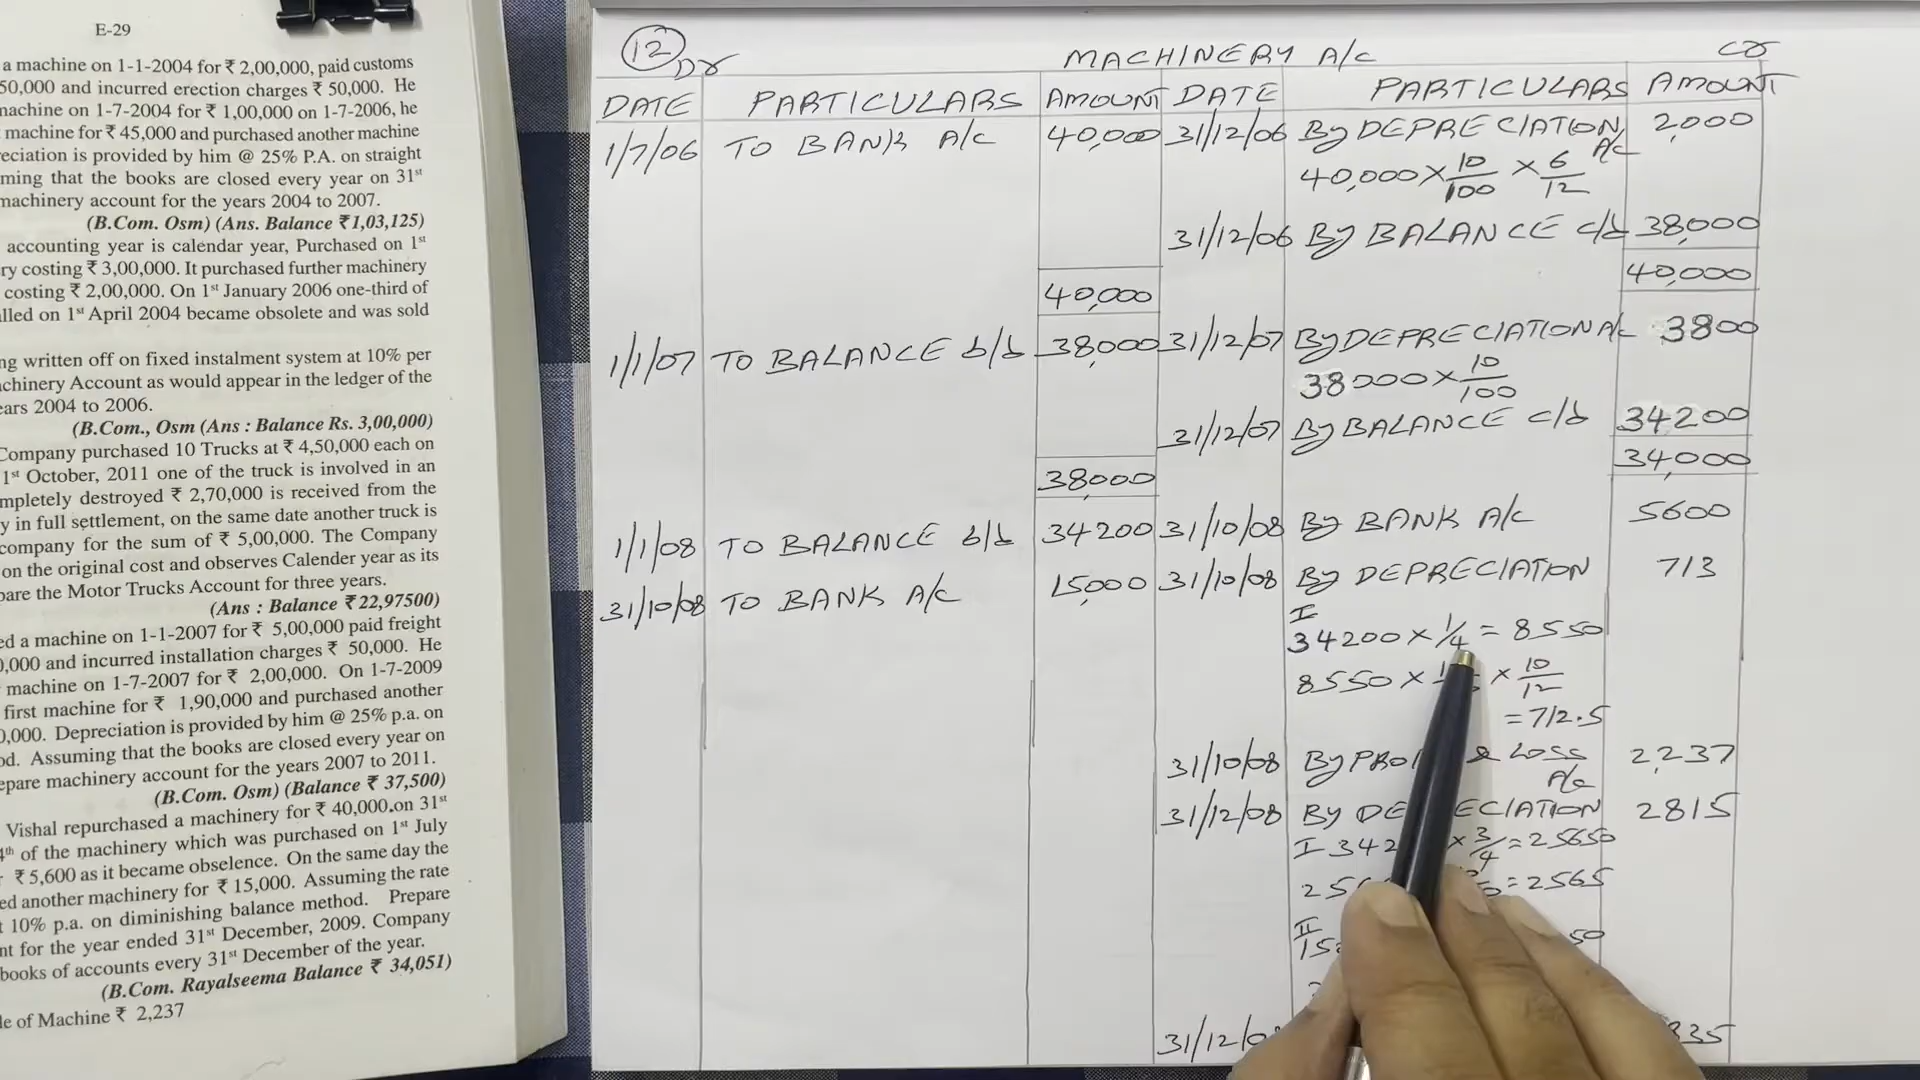 E-29
a machine on 1-1-2004 for ₹ 2,00,000, paid customs
50,000 and incurred erection charges ₹ 50,000. He
machine on 1-7-2004 for ₹ 1,00,000 on 1-7-2006, he
machine for ₹ 45,000 and purchased another machine
is provided by him @ 25% P.A. on straight
that the books are closed every year on 31st
machinery account for the years 2004 to 2007.
(B.Com. Osm) (Ans. Balance ₹1,03,125)
accounting year is calendar year, Purchased on 1st
costing ₹ 3,00,000. It purchased further machinery
costing ₹ 2,00,000. On 1st January 2006 one-third of
on 1st April 2004 became obsolete and was sold
written off on fixed instalment system at 10% per
Account as would appear in the ledger of the
2004 to 2006.
(B.Com., Osm (Ans : Balance Rs. 3,00,000)
Company purchased 10 Trucks at ₹ 4,50,000 each on
1st October, 2011 one of the truck is involved in an
₹ 2,70,000 is received from the
in full settlement, on the same date another truck is
company for the sum of ₹ 5,00,000. The Company
on the original cost and observes Calender year as its
the Motor Trucks Account for three years.
(Ans : Balance ₹22,97500)
a machine on 1-1-2007 for ₹ 5,00,000 paid freight
0,000 and incurred installation charges ₹ 50,000. He
machine on 1-7-2007 for ₹ 2,00,000. On 1-7-2009
first machine for ₹ 1,90,000 and purchased another
0,000. Depreciation is provided by him @ 25% p.a. on
Assuming that the books are closed every year on
machinery account for the years 2007 to 2011.
(B.Com. Osm) (Balance ₹ 37,500)
Vishal repurchased a machinery for ₹ 40,000.on 31st
of the machinery which was purchased on 1st July
₹ 5,600 as it became obselence. On the same day the
another machinery for ₹ 15,000. Assuming the rate
10% p.a. on diminishing balance method. Prepare
for the year ended 31st December, 2009. Company
books of accounts every 31st December of the year.
(B.Com. Rayalseema Balance ₹ 34,051)
of Machine ₹ 2,237
12 Dr MACHINERY A/c Cr
DATE PARTICULARS AMOUNT DATE PARTICULARS AMOUNT
1/7/06 TO BANK A/c 40,000 31/12/06 By DEPRECIATION A/c 2,000
40,000 × 10/100 × 6/12
31/12/06 By BALANCE c/d 38,000
40,000 40,000
1/1/07 TO BALANCE b/d 38,000 31/12/07 By DEPRECIATION A/c 3800
38000 × 10/100
31/12/07 By BALANCE c/d 34200
38,000 34,000
1/1/08 TO BALANCE b/d 34200 31/10/08 By BANK A/c 5600
31/10/08 TO BANK A/c 15,000 31/10/08 By DEPRECIATION 713
I
34200 × 1/4 = 8550
8550 × × 10/12
= 712.5
31/10/08 By & LOSS A/c 2,237
31/12/08 By 2815
I × 3/4 = 25650
= 2565
II